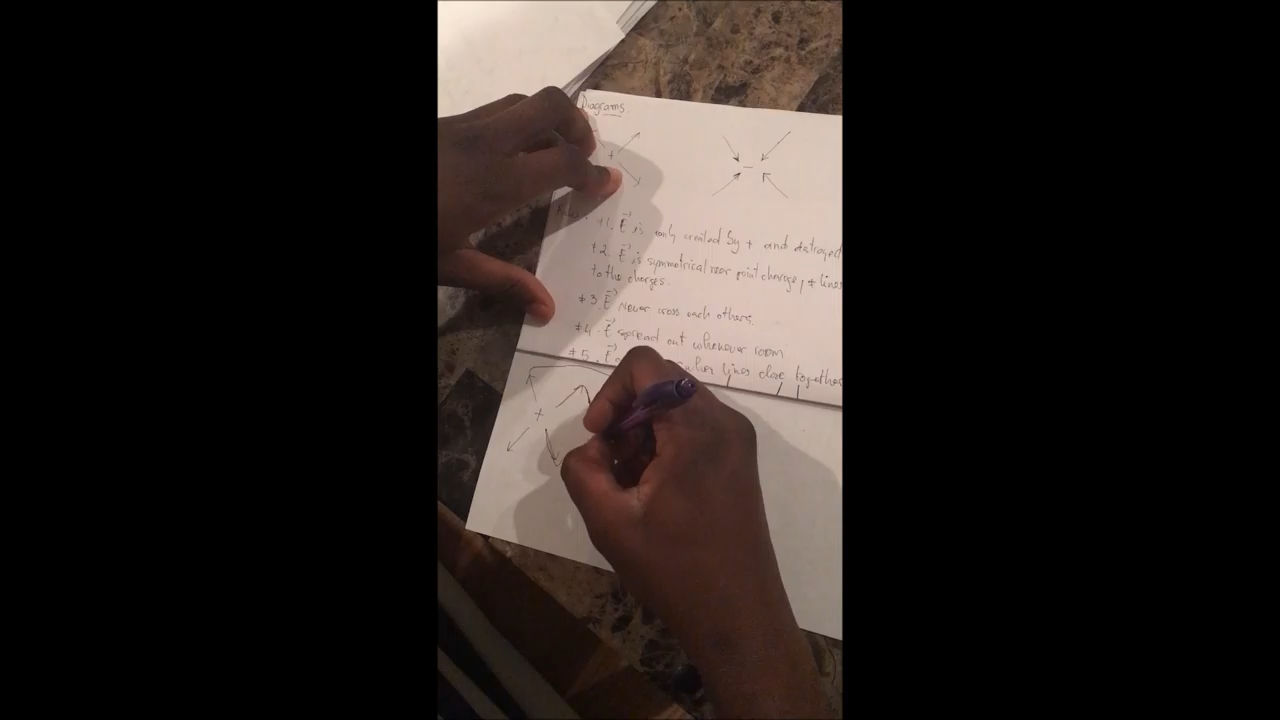 Diagrams.
+
−
#1. E is only created by + and destroyed
#2. E is symmetrical near point charge, # lines
to the charges.
#3. E Never cross each others.
#4. E spread out whenever room
#5. E lines close together
+